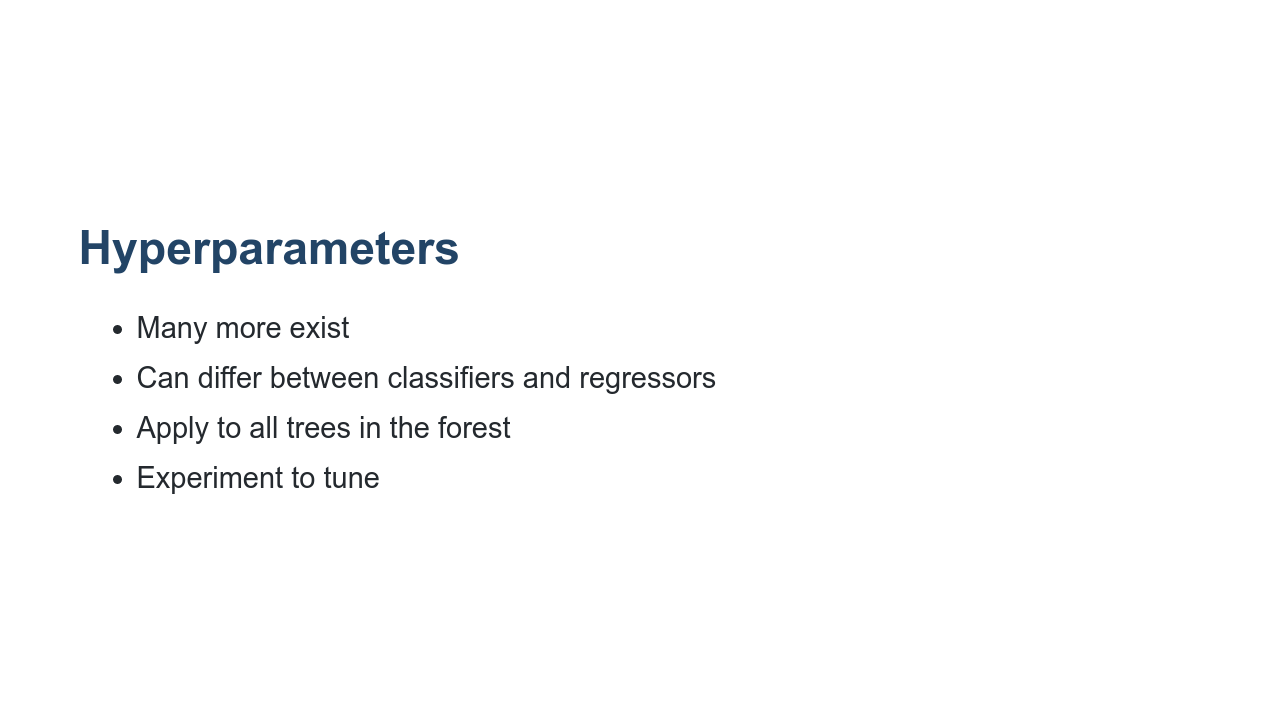 Hyperparameters
• Many more exist
• Can differ between classifiers and regressors
• Apply to all trees in the forest
• Experiment to tune